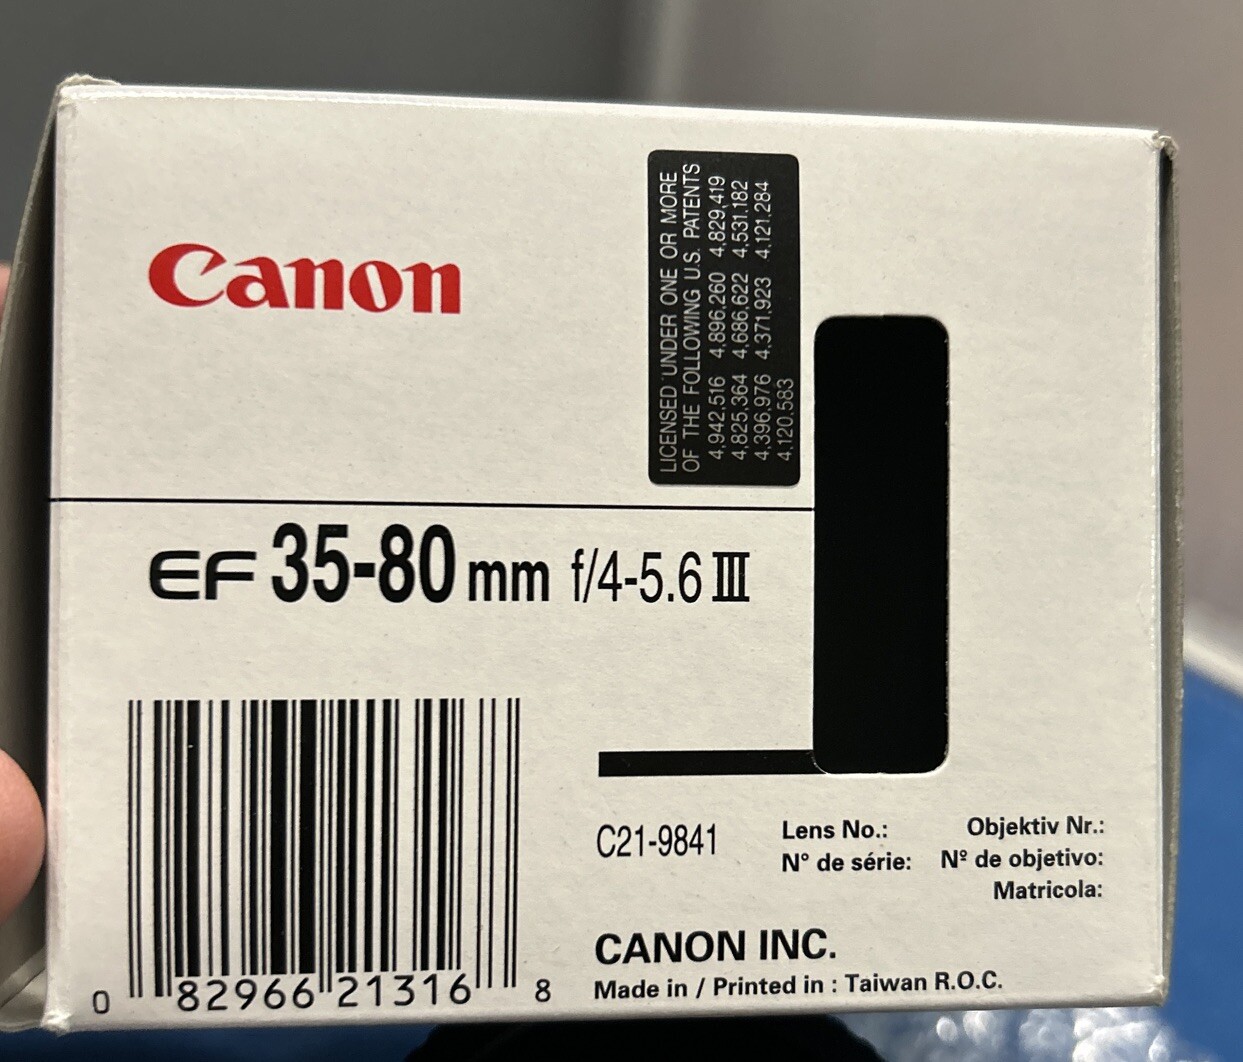 Canon
LICENSED UNDER ONE OR MORE
OF THE FOLLOWING U.S. PATENTS
4,942,516 4,896,260 4,829,419
4,825,364 4,686,622 4,531,182
4,396,976 4,371,923 4,121,284
4,120,583
EF 35-80 mm f/4-5.6 III
0 82966 21316 8
C21-9841
Lens No.: Objektiv Nr.:
N° de série: Nº de objetivo:
Matricola:
CANON INC.
Made in / Printed in : Taiwan R.O.C.